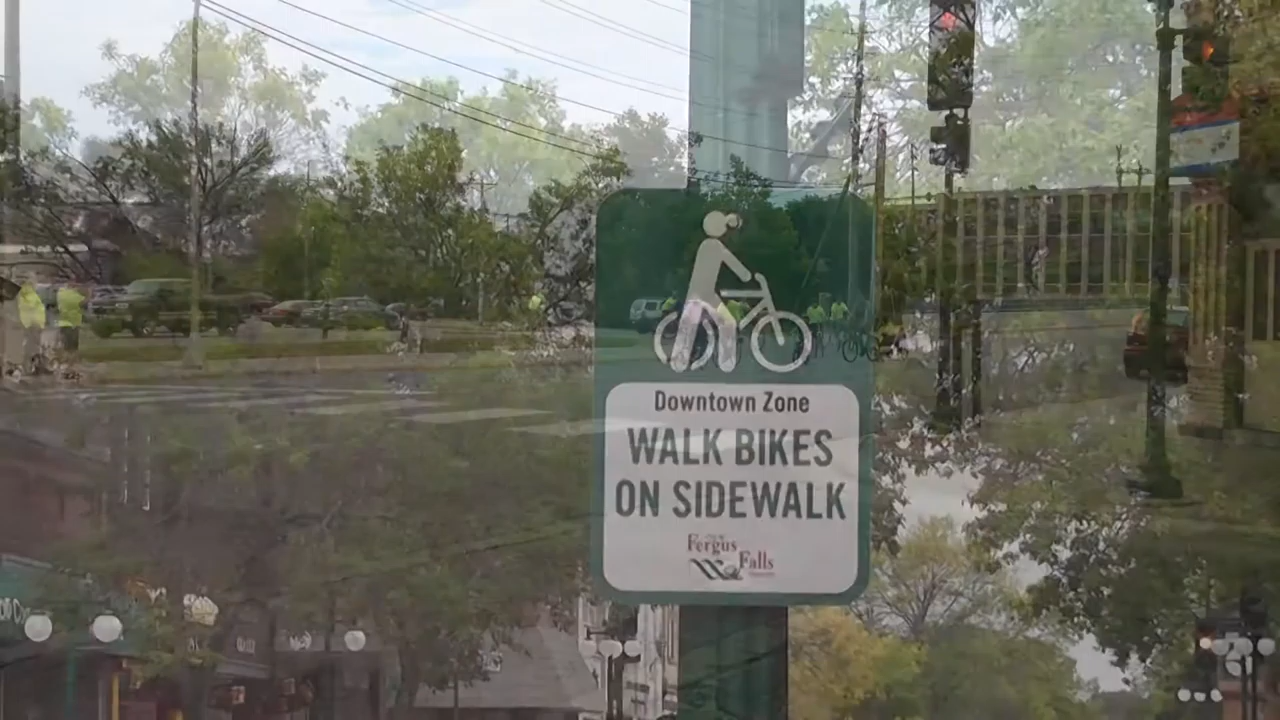 Downtown Zone
WALK BIKES
ON SIDEWALK
Fergus
Falls